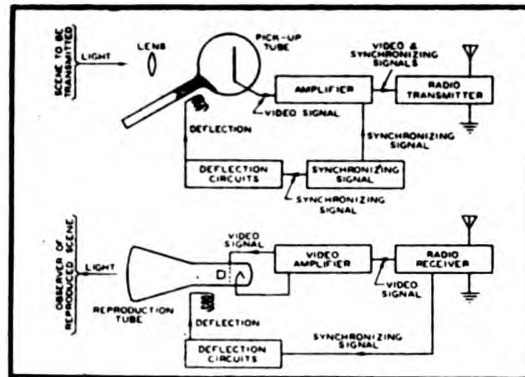 SCENE TO BE
TRANSMITTED
LIGHT
LENS
PICK-UP
TUBE
VIDEO SIGNAL
AMPLIFIER
VIDEO &
SYNCHRONIZING
SIGNALS
RADIO
TRANSMITTER
DEFLECTION
SYNCHRONIZING
SIGNAL
DEFLECTION
CIRCUITS
SYNCHRONIZING
SIGNAL
SYNCHRONIZING
SIGNAL
OBSERVER OF
REPRODUCED SCENE
LIGHT
REPRODUCTION
TUBE
VIDEO
SIGNAL
D
VIDEO
AMPLIFIER
VIDEO
SIGNAL
RADIO
RECEIVER
DEFLECTION
DEFLECTION
CIRCUITS
SYNCHRONIZING
SIGNAL